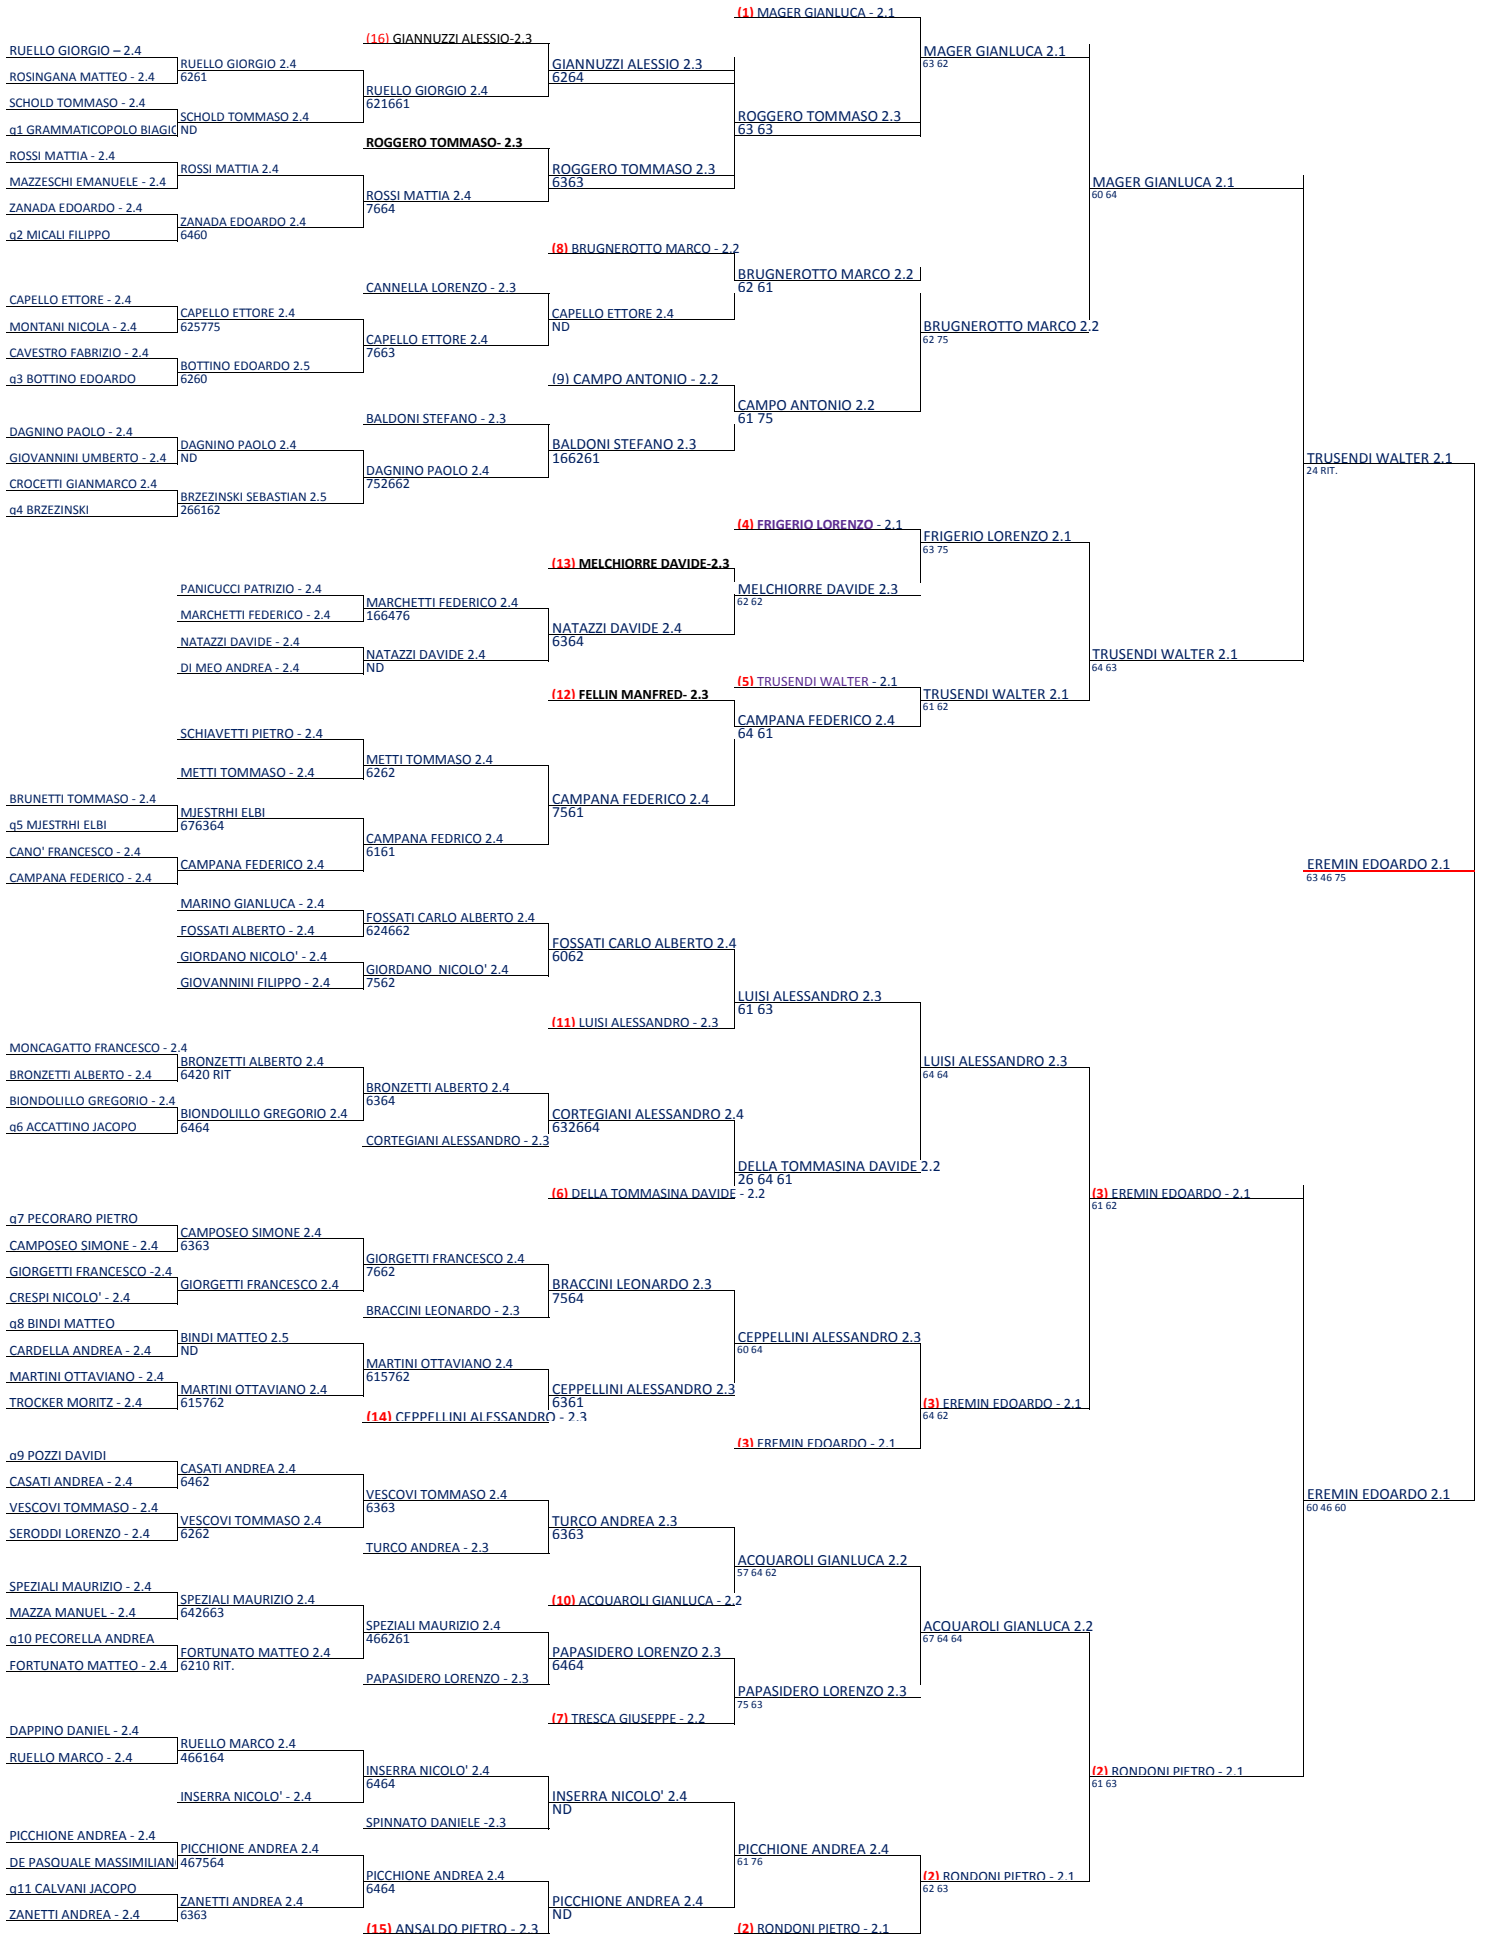 (1) MAGER GIANLUCA - 2.1
(16) GIANNUZZI ALESSIO-2.3
RUELLO GIORGIO – 2.4
MAGER GIANLUCA 2.1
63 62
RUELLO GIORGIO 2.4
6261
GIANNUZZI ALESSIO 2.3
6264
ROSINGANA MATTEO - 2.4
RUELLO GIORGIO 2.4
621661
SCHOLD TOMMASO - 2.4
SCHOLD TOMMASO 2.4
ND
ROGGERO TOMMASO 2.3
63 63
q1 GRAMMATICOPOLO BIAGIO
ROGGERO TOMMASO- 2.3
ROSSI MATTIA - 2.4
ROSSI MATTIA 2.4
ROGGERO TOMMASO 2.3
6363
MAZZESCHI EMANUELE - 2.4
MAGER GIANLUCA 2.1
60 64
ROSSI MATTIA 2.4
7664
ZANADA EDOARDO - 2.4
ZANADA EDOARDO 2.4
6460
q2 MICALI FILIPPO
(8) BRUGNEROTTO MARCO - 2.2
BRUGNEROTTO MARCO 2.2
62 61
CANNELLA LORENZO - 2.3
CAPELLO ETTORE - 2.4
CAPELLO ETTORE 2.4
625775
CAPELLO ETTORE 2.4
ND
MONTANI NICOLA - 2.4
BRUGNEROTTO MARCO 2.2
62 75
CAPELLO ETTORE 2.4
7663
CAVESTRO FABRIZIO - 2.4
BOTTINO EDOARDO 2.5
6260
q3 BOTTINO EDOARDO
(9) CAMPO ANTONIO - 2.2
CAMPO ANTONIO 2.2
61 75
BALDONI STEFANO - 2.3
DAGNINO PAOLO - 2.4
DAGNINO PAOLO 2.4
ND
BALDONI STEFANO 2.3
166261
GIOVANNINI UMBERTO - 2.4
TRUSENDI WALTER 2.1
24 RIT.
DAGNINO PAOLO 2.4
752662
CROCETTI GIANMARCO 2.4
BRZEZINSKI SEBASTIAN 2.5
266162
q4 BRZEZINSKI
(4) FRIGERIO LORENZO - 2.1
FRIGERIO LORENZO 2.1
63 75
(13) MELCHIORRE DAVIDE-2.3
PANICUCCI PATRIZIO - 2.4
MELCHIORRE DAVIDE 2.3
62 62
MARCHETTI FEDERICO 2.4
166476
MARCHETTI FEDERICO - 2.4
NATAZZI DAVIDE 2.4
6364
NATAZZI DAVIDE - 2.4
NATAZZI DAVIDE 2.4
ND
TRUSENDI WALTER 2.1
64 63
DI MEO ANDREA - 2.4
(5) TRUSENDI WALTER - 2.1
(12) FELLIN MANFRED- 2.3
TRUSENDI WALTER 2.1
61 62
CAMPANA FEDERICO 2.4
64 61
SCHIAVETTI PIETRO - 2.4
METTI TOMMASO 2.4
6262
METTI TOMMASO - 2.4
BRUNETTI TOMMASO - 2.4
CAMPANA FEDERICO 2.4
7561
MJESTRHI ELBI
676364
q5 MJESTRHI ELBI
CAMPANA FEDRICO 2.4
6161
CANO' FRANCESCO - 2.4
CAMPANA FEDERICO 2.4
EREMIN EDOARDO 2.1
63 46 75
CAMPANA FEDERICO - 2.4
MARINO GIANLUCA - 2.4
FOSSATI CARLO ALBERTO 2.4
624662
FOSSATI ALBERTO - 2.4
FOSSATI CARLO ALBERTO 2.4
6062
GIORDANO NICOLO' - 2.4
GIORDANO  NICOLO' 2.4
7562
GIOVANNINI FILIPPO - 2.4
LUISI ALESSANDRO 2.3
61 63
(11) LUISI ALESSANDRO - 2.3
MONCAGATTO FRANCESCO - 2.4
BRONZETTI ALBERTO 2.4
6420 RIT
LUISI ALESSANDRO 2.3
64 64
BRONZETTI ALBERTO - 2.4
BRONZETTI ALBERTO 2.4
6364
BIONDOLILLO GREGORIO - 2.4
BIONDOLILLO GREGORIO 2.4
6464
CORTEGIANI ALESSANDRO 2.4
632664
q6 ACCATTINO JACOPO
CORTEGIANI ALESSANDRO - 2.3
DELLA TOMMASINA DAVIDE 2.2
26 64 61
(6) DELLA TOMMASINA DAVIDE - 2.2
(3) EREMIN EDOARDO - 2.1
61 62
q7 PECORARO PIETRO
CAMPOSEO SIMONE 2.4
6363
CAMPOSEO SIMONE - 2.4
GIORGETTI FRANCESCO 2.4
7662
GIORGETTI FRANCESCO -2.4
GIORGETTI FRANCESCO 2.4
BRACCINI LEONARDO 2.3
7564
CRESPI NICOLO' - 2.4
BRACCINI LEONARDO - 2.3
q8 BINDI MATTEO
BINDI MATTEO 2.5
ND
CEPPELLINI ALESSANDRO 2.3
60 64
CARDELLA ANDREA - 2.4
MARTINI OTTAVIANO 2.4
615762
MARTINI OTTAVIANO - 2.4
MARTINI OTTAVIANO 2.4
615762
CEPPELLINI ALESSANDRO 2.3
6361
TROCKER MORITZ - 2.4
(3) EREMIN EDOARDO - 2.1
64 62
(14) CEPPELLINI ALESSANDRO - 2.3
(3) EREMIN EDOARDO - 2.1
q9 POZZI DAVIDI
CASATI ANDREA 2.4
6462
CASATI ANDREA - 2.4
VESCOVI TOMMASO 2.4
6363
EREMIN EDOARDO 2.1
60 46 60
VESCOVI TOMMASO - 2.4
VESCOVI TOMMASO 2.4
6262
TURCO ANDREA 2.3
6363
SERODDI LORENZO - 2.4
TURCO ANDREA - 2.3
ACQUAROLI GIANLUCA 2.2
57 64 62
SPEZIALI MAURIZIO - 2.4
SPEZIALI MAURIZIO 2.4
642663
(10) ACQUAROLI GIANLUCA - 2.2
MAZZA MANUEL - 2.4
SPEZIALI MAURIZIO 2.4
466261
ACQUAROLI GIANLUCA 2.2
67 64 64
q10 PECORELLA ANDREA
FORTUNATO MATTEO 2.4
6210 RIT.
PAPASIDERO LORENZO 2.3
6464
FORTUNATO MATTEO - 2.4
PAPASIDERO LORENZO - 2.3
PAPASIDERO LORENZO 2.3
75 63
(7) TRESCA GIUSEPPE - 2.2
DAPPINO DANIEL - 2.4
RUELLO MARCO 2.4
466164
RUELLO MARCO - 2.4
INSERRA NICOLO' 2.4
6464
(2) RONDONI PIETRO - 2.1
61 63
INSERRA NICOLO' - 2.4
INSERRA NICOLO' 2.4
ND
SPINNATO DANIELE -2.3
PICCHIONE ANDREA - 2.4
PICCHIONE ANDREA 2.4
467564
PICCHIONE ANDREA 2.4
61 76
DE PASQUALE MASSIMILIAN
PICCHIONE ANDREA 2.4
6464
(2) RONDONI PIETRO - 2.1
62 63
q11 CALVANI JACOPO
ZANETTI ANDREA 2.4
6363
PICCHIONE ANDREA 2.4
ND
ZANETTI ANDREA - 2.4
(15) ANSALDO PIETRO - 2.3
(2) RONDONI PIETRO - 2.1